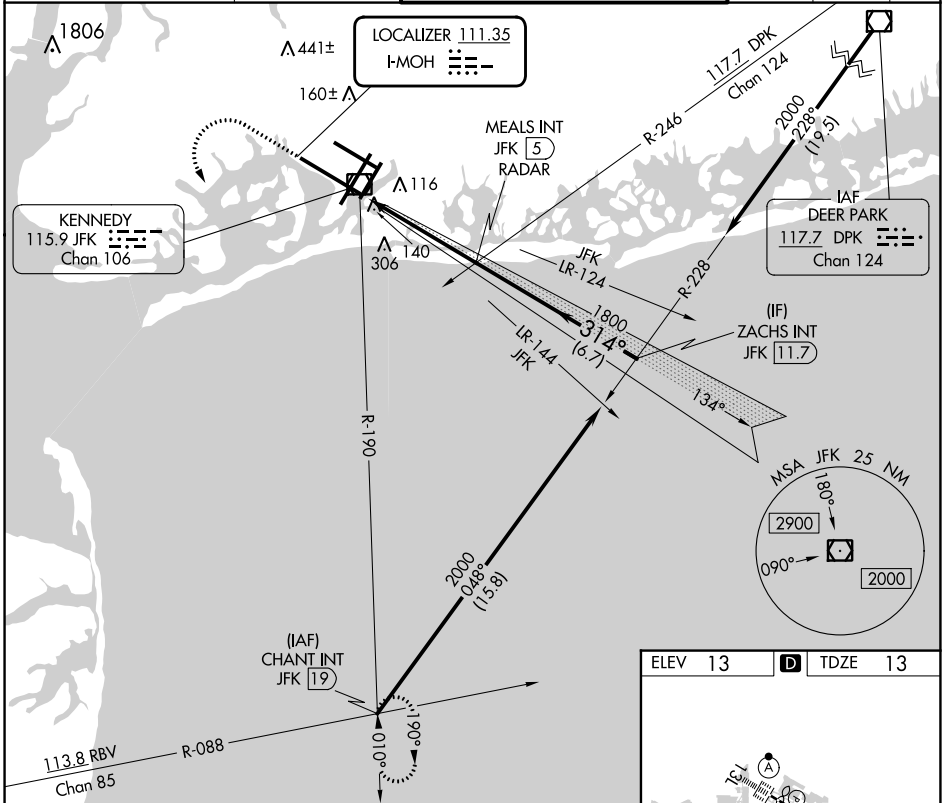 1806
441±
LOCALIZER 111.35
I-MOH
160±
117.7 DPK
Chan 124
R-246
2000
228°
(19.5)
MEALS INT
JFK 5
RADAR
116
KENNEDY
115.9 JFK
Chan 106
140
306
IAF
DEER PARK
117.7 DPK
Chan 124
JFK
LR-124
R-228
1800
314°
(6.7)
LR-144
JFK
(IF)
ZACHS INT
JFK 11.7
134°
R-190
MSA JFK 25 NM
180°
2900
090°
2000
2000
048°
(15.8)
(IAF)
CHANT INT
JFK 19
190°
010°
113.8 RBV
Chan 85
R-088
ELEV 13
D
TDZE 13
A
13L